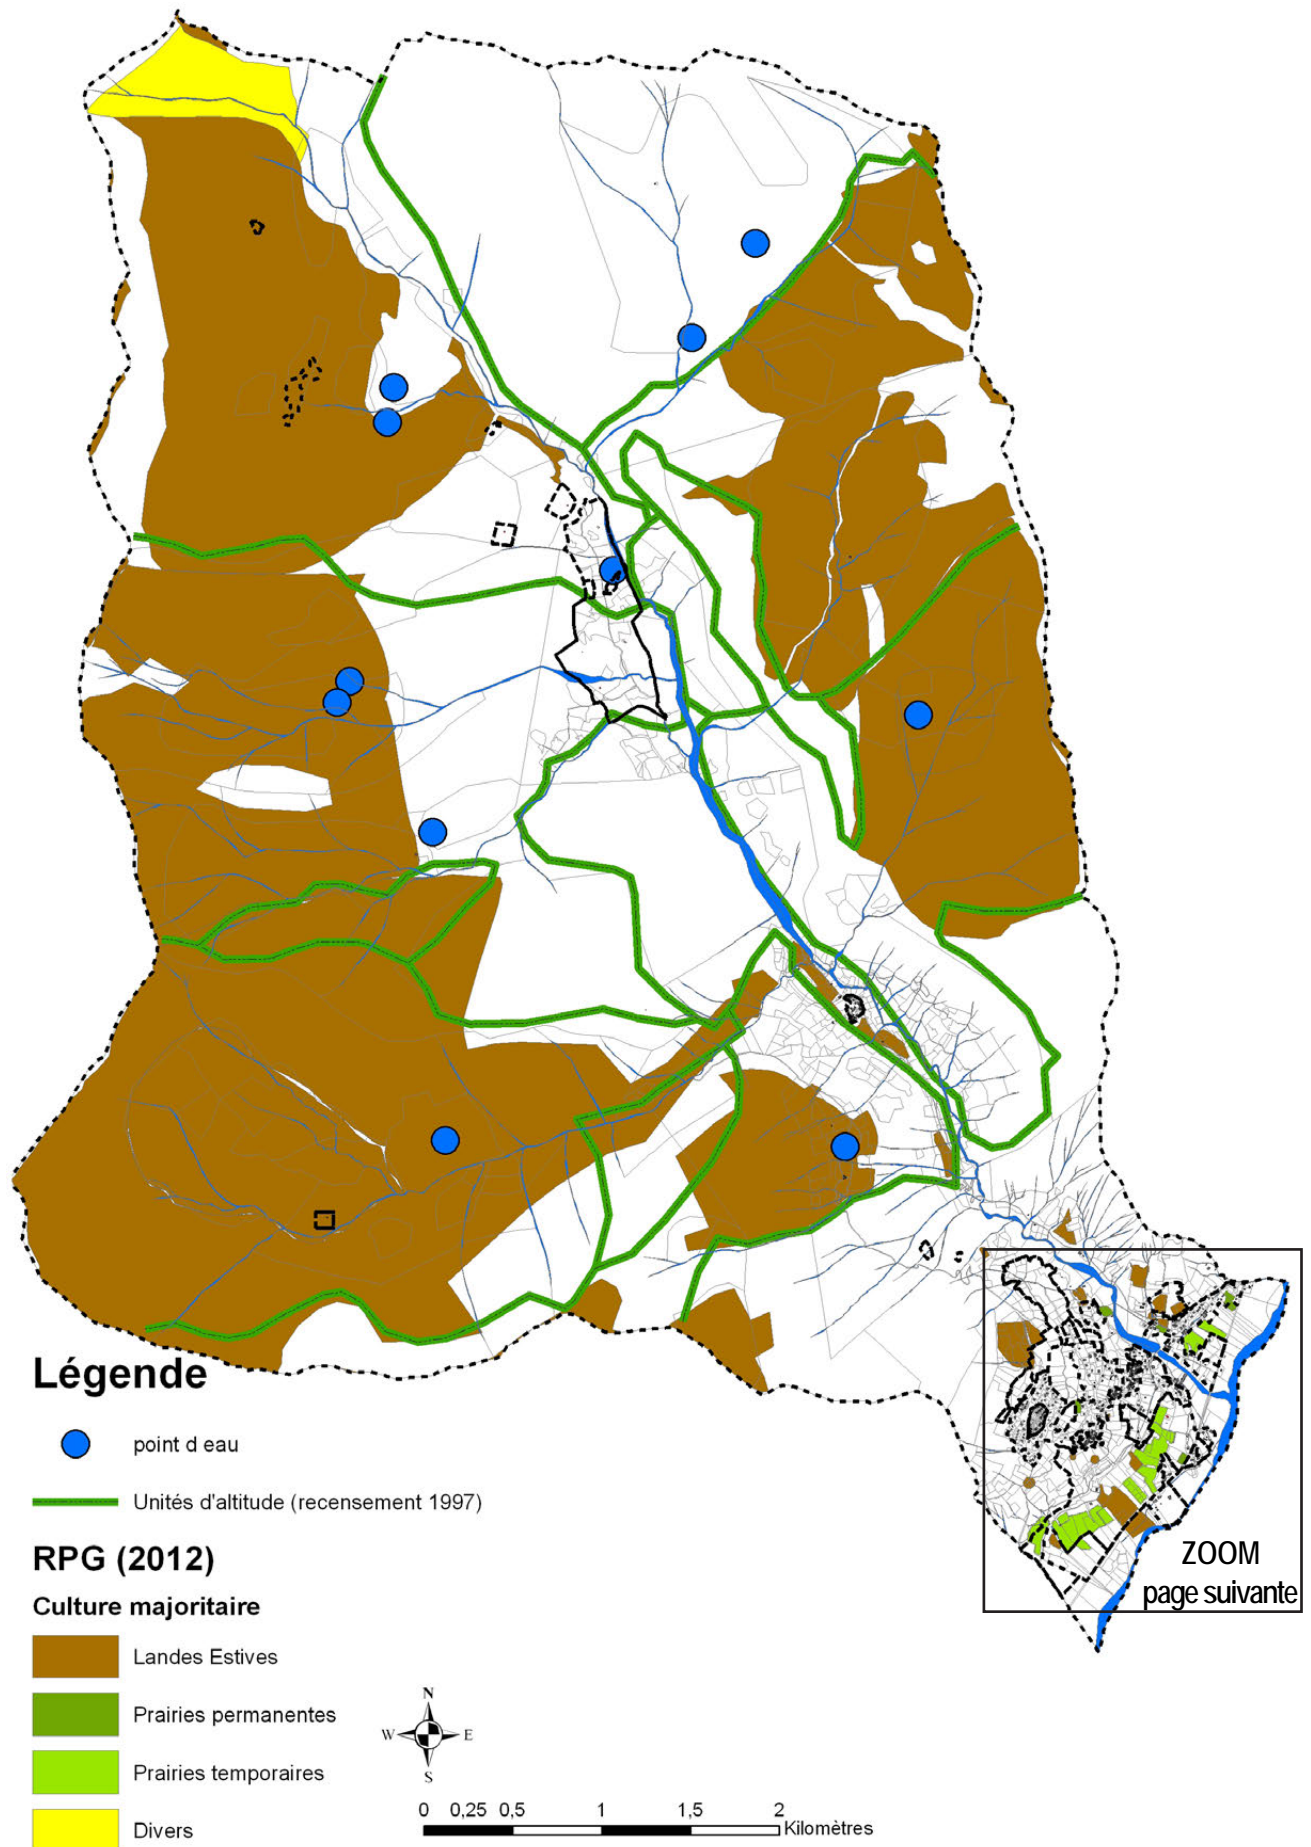 ZOOM
page suivante
Légende
point d eau
Unités d'altitude (recensement 1997)
RPG (2012)
Culture majoritaire
Landes Estives
Prairies permanentes
Prairies temporaires
Divers
N
W E
S
0 0,25 0,5 1 1,5 2
Kilomètres